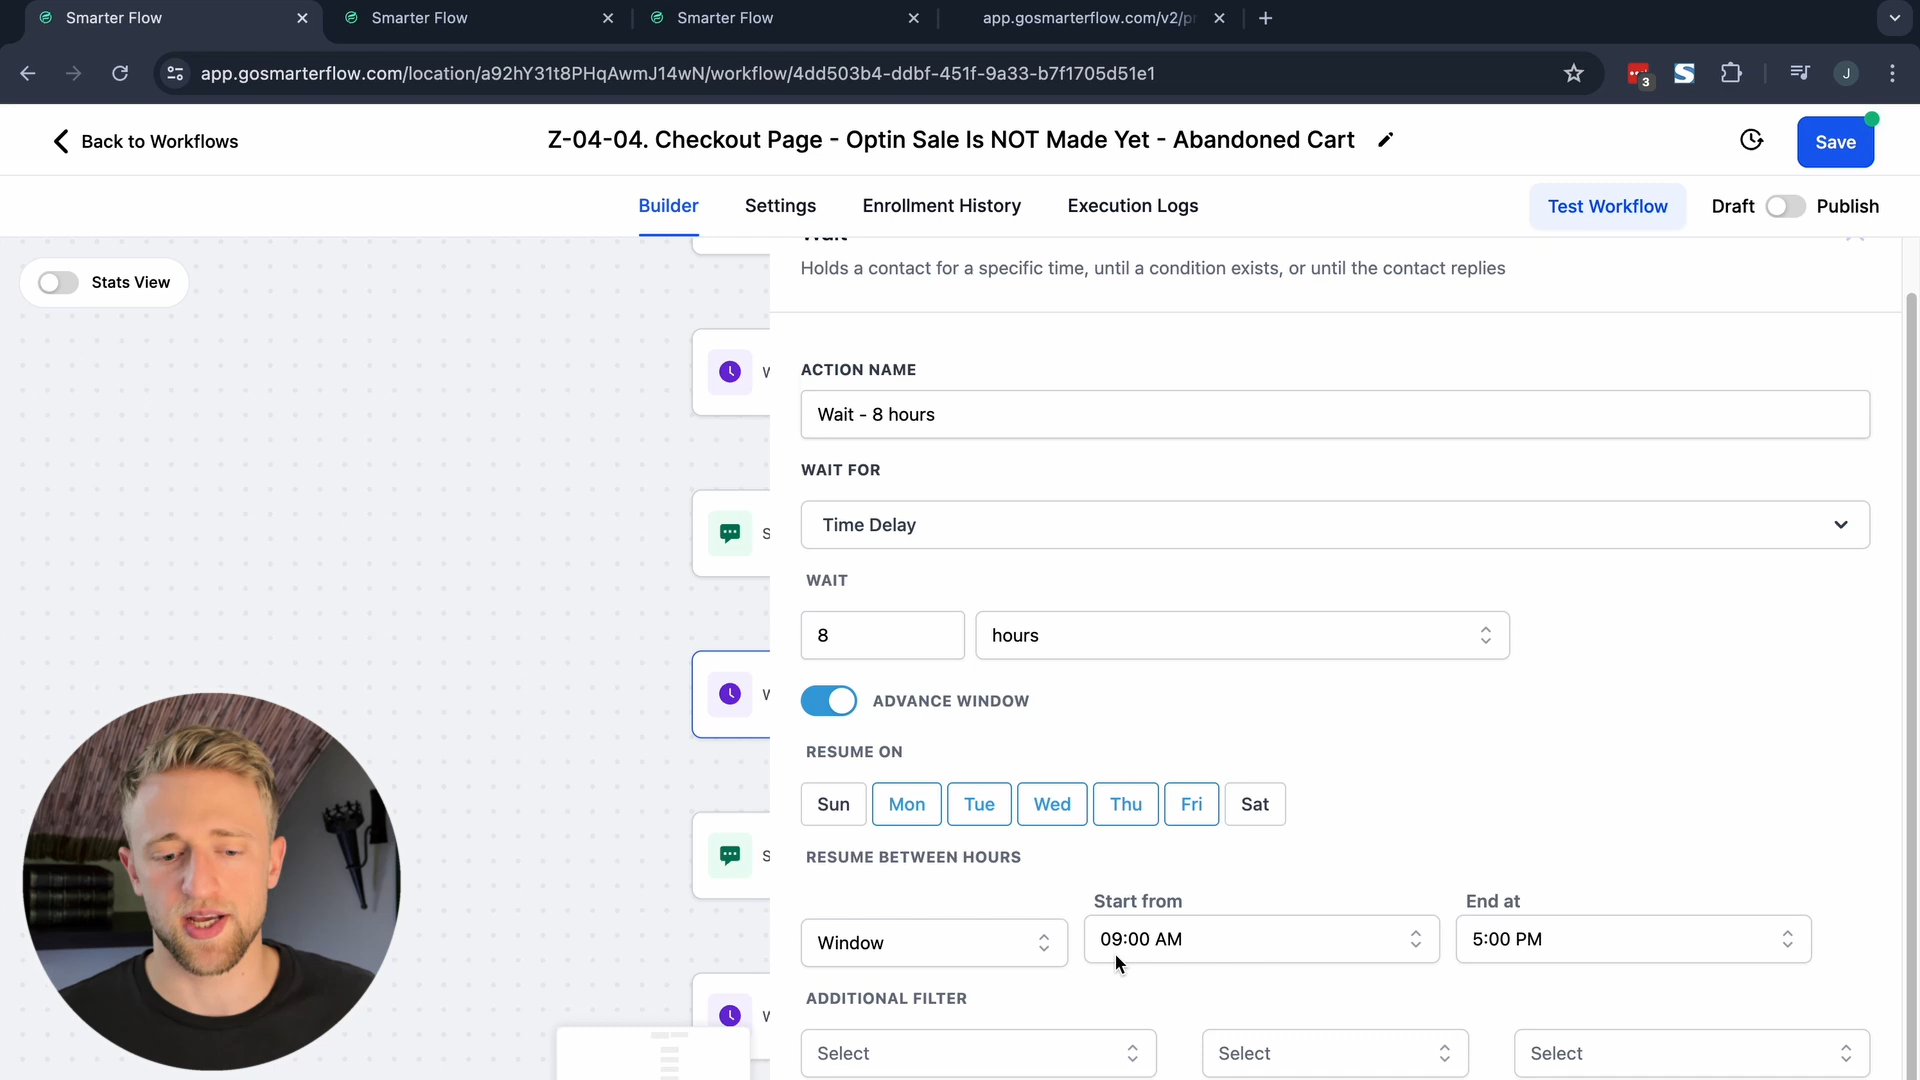 Smarter Flow
Smarter Flow
Smarter Flow
app.gosmarterflow.com/v2/pr
app.gosmarterflow.com/location/a92hY31t8PHqAwmJ14wN/workflow/4dd503b4-ddbf-451f-9a33-b7f1705d51e1
3
J
Back to Workflows
Z-04-04. Checkout Page - Optin Sale Is NOT Made Yet - Abandoned Cart
Save
Builder
Settings
Enrollment History
Execution Logs
Test Workflow
Draft
Publish
Stats View
Wait
Holds a contact for a specific time, until a condition exists, or until the contact replies
ACTION NAME
Wait - 8 hours
WAIT FOR
Time Delay
WAIT
8
hours
ADVANCE WINDOW
RESUME ON
Sun Mon Tue Wed Thu Fri Sat
RESUME BETWEEN HOURS
Start from
End at
Window
09:00 AM
5:00 PM
ADDITIONAL FILTER
Select
Select
Select